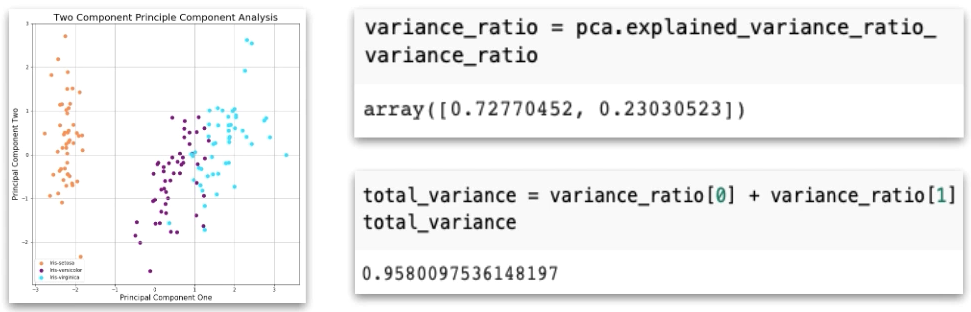 Two Component Principle Component Analysis
Principal Component Two
3
2
1
0
−1
−2
Iris-setosa
Iris-versicolor
Iris-virginica
−3
−2
−1
0
1
2
3
Principal Component One
variance_ratio = pca.explained_variance_ratio_
variance_ratio
array([0.72770452, 0.23030523])
total_variance = variance_ratio[0] + variance_ratio[1]
total_variance
0.9580097536148197